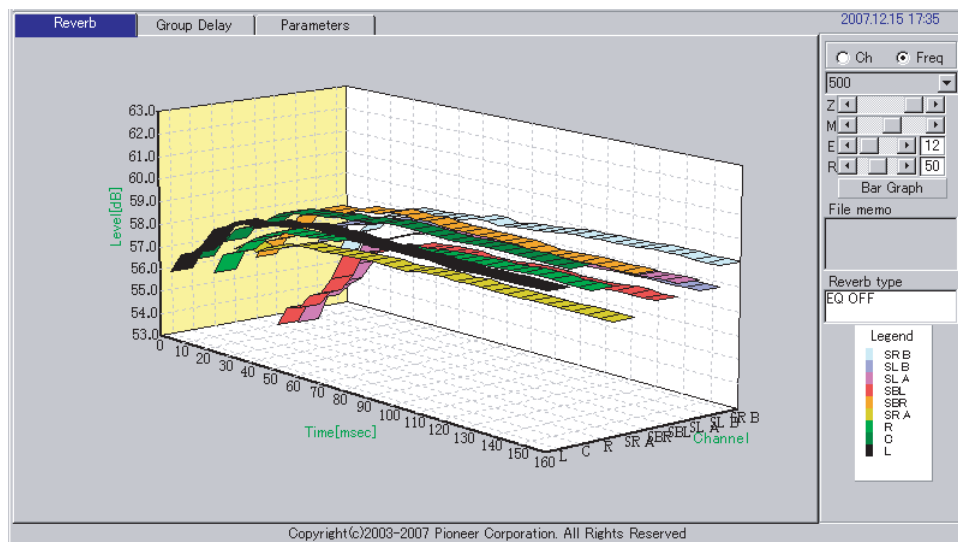 Reverb
Group Delay
Parameters
2007.12.15 17:35
Ch
Freq
500
Z
M
E 12
R 50
Bar Graph
File memo
Reverb type
EQ OFF
Legend
SR B
SL B
SL A
SBL
SBR
SR A
R
C
L
Level[dB]
63.0
62.0
61.0
60.0
59.0
58.0
57.0
56.0
55.0
54.0
53.0
0
10
20
30
40
50
60
70
80
90
100
110
120
130
140
150
160
Time[msec]
L
C
R
SR A
SBR
SBL
SL A
SL B
SR B
Channel
Copyright(c)2003-2007 Pioneer Corporation. All Rights Reserved